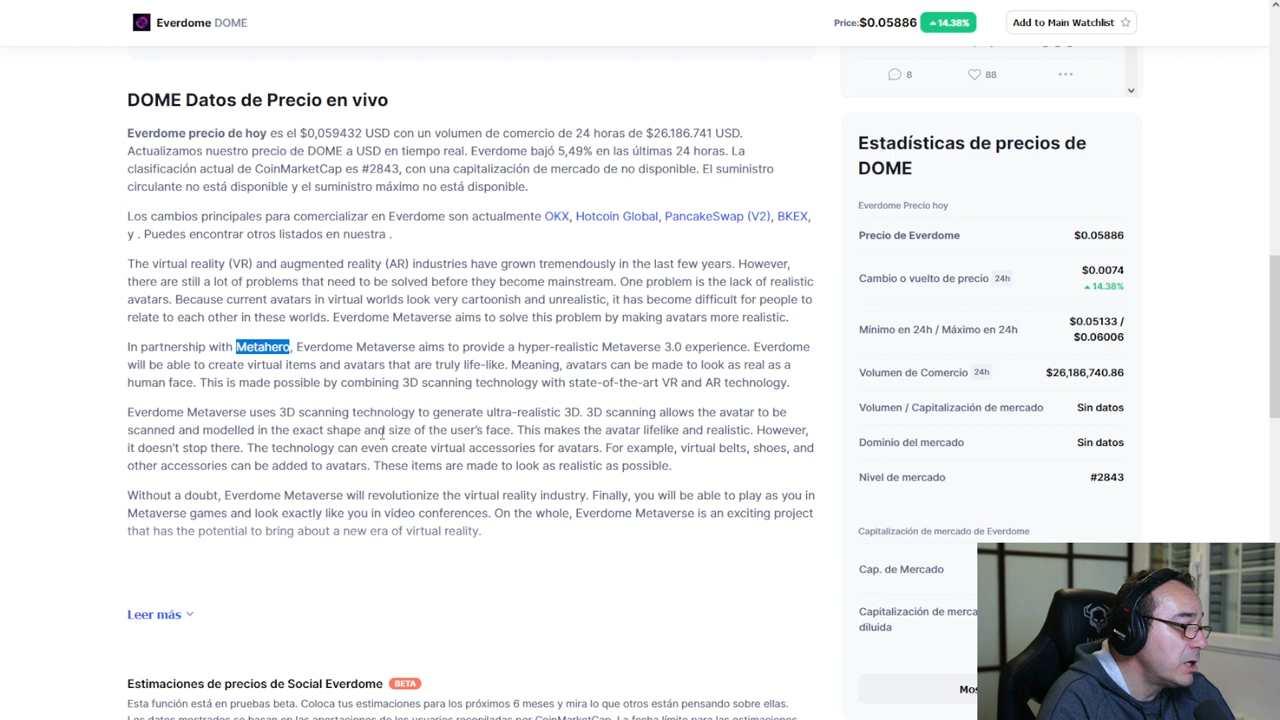 Everdome DOME
Price: $0.05886 14.38% Add to Main Watchlist
8 88
DOME Datos de Precio en vivo
Everdome precio de hoy es el $0,059432 USD con un volumen de comercio de 24 horas de $26.186.741 USD.
Actualizamos nuestro precio de DOME a USD en tiempo real. Everdome bajó 5,49% en las últimas 24 horas. La
clasificación actual de CoinMarketCap es #2843, con una capitalización de mercado de no disponible. El suministro
circulante no está disponible y el suministro máximo no está disponible.
Los cambios principales para comercializar en Everdome son actualmente OKX, Hotcoin Global, PancakeSwap (V2), BKEX,
y . Puedes encontrar otros listados en nuestra .
The virtual reality (VR) and augmented reality (AR) industries have grown tremendously in the last few years. However,
there are still a lot of problems that need to be solved before they become mainstream. One problem is the lack of realistic
avatars. Because current avatars in virtual worlds look very cartoonish and unrealistic, it has become difficult for people to
relate to each other in these worlds. Everdome Metaverse aims to solve this problem by making avatars more realistic.
In partnership with Metahero, Everdome Metaverse aims to provide a hyper-realistic Metaverse 3.0 experience. Everdome
will be able to create virtual items and avatars that are truly life-like. Meaning, avatars can be made to look as real as a
human face. This is made possible by combining 3D scanning technology with state-of-the-art VR and AR technology.
Everdome Metaverse uses 3D scanning technology to generate ultra-realistic 3D. 3D scanning allows the avatar to be
scanned and modelled in the exact shape and size of the user's face. This makes the avatar lifelike and realistic. However,
it doesn't stop there. The technology can even create virtual accessories for avatars. For example, virtual belts, shoes, and
other accessories can be added to avatars. These items are made to look as realistic as possible.
Without a doubt, Everdome Metaverse will revolutionize the virtual reality industry. Finally, you will be able to play as you in
Metaverse games and look exactly like you in video conferences. On the whole, Everdome Metaverse is an exciting project
that has the potential to bring about a new era of virtual reality.
Leer más
Estimaciones de precios de Social Everdome BETA
Esta función está en pruebas beta. Coloca tus estimaciones para los próximos 6 meses y mira lo que otros están pensando sobre ellas.
Los datos mostrados se basan en las aportaciones de los usuarios recopiladas por CoinMarketCap. La fecha límite para las estimaciones
Estadísticas de precios de
DOME
Everdome Precio hoy
Precio de Everdome $0.05886
Cambio o vuelto de precio 24h $0.0074
14.38%
Mínimo en 24h / Máximo en 24h $0.05133 /
$0.06006
Volumen de Comercio 24h $26,186,740.86
Volumen / Capitalización de mercado Sin datos
Dominio del mercado Sin datos
Nivel de mercado #2843
Capitalización de mercado de Everdome
Cap. de Mercado
Capitalización de merca
diluida
Mos